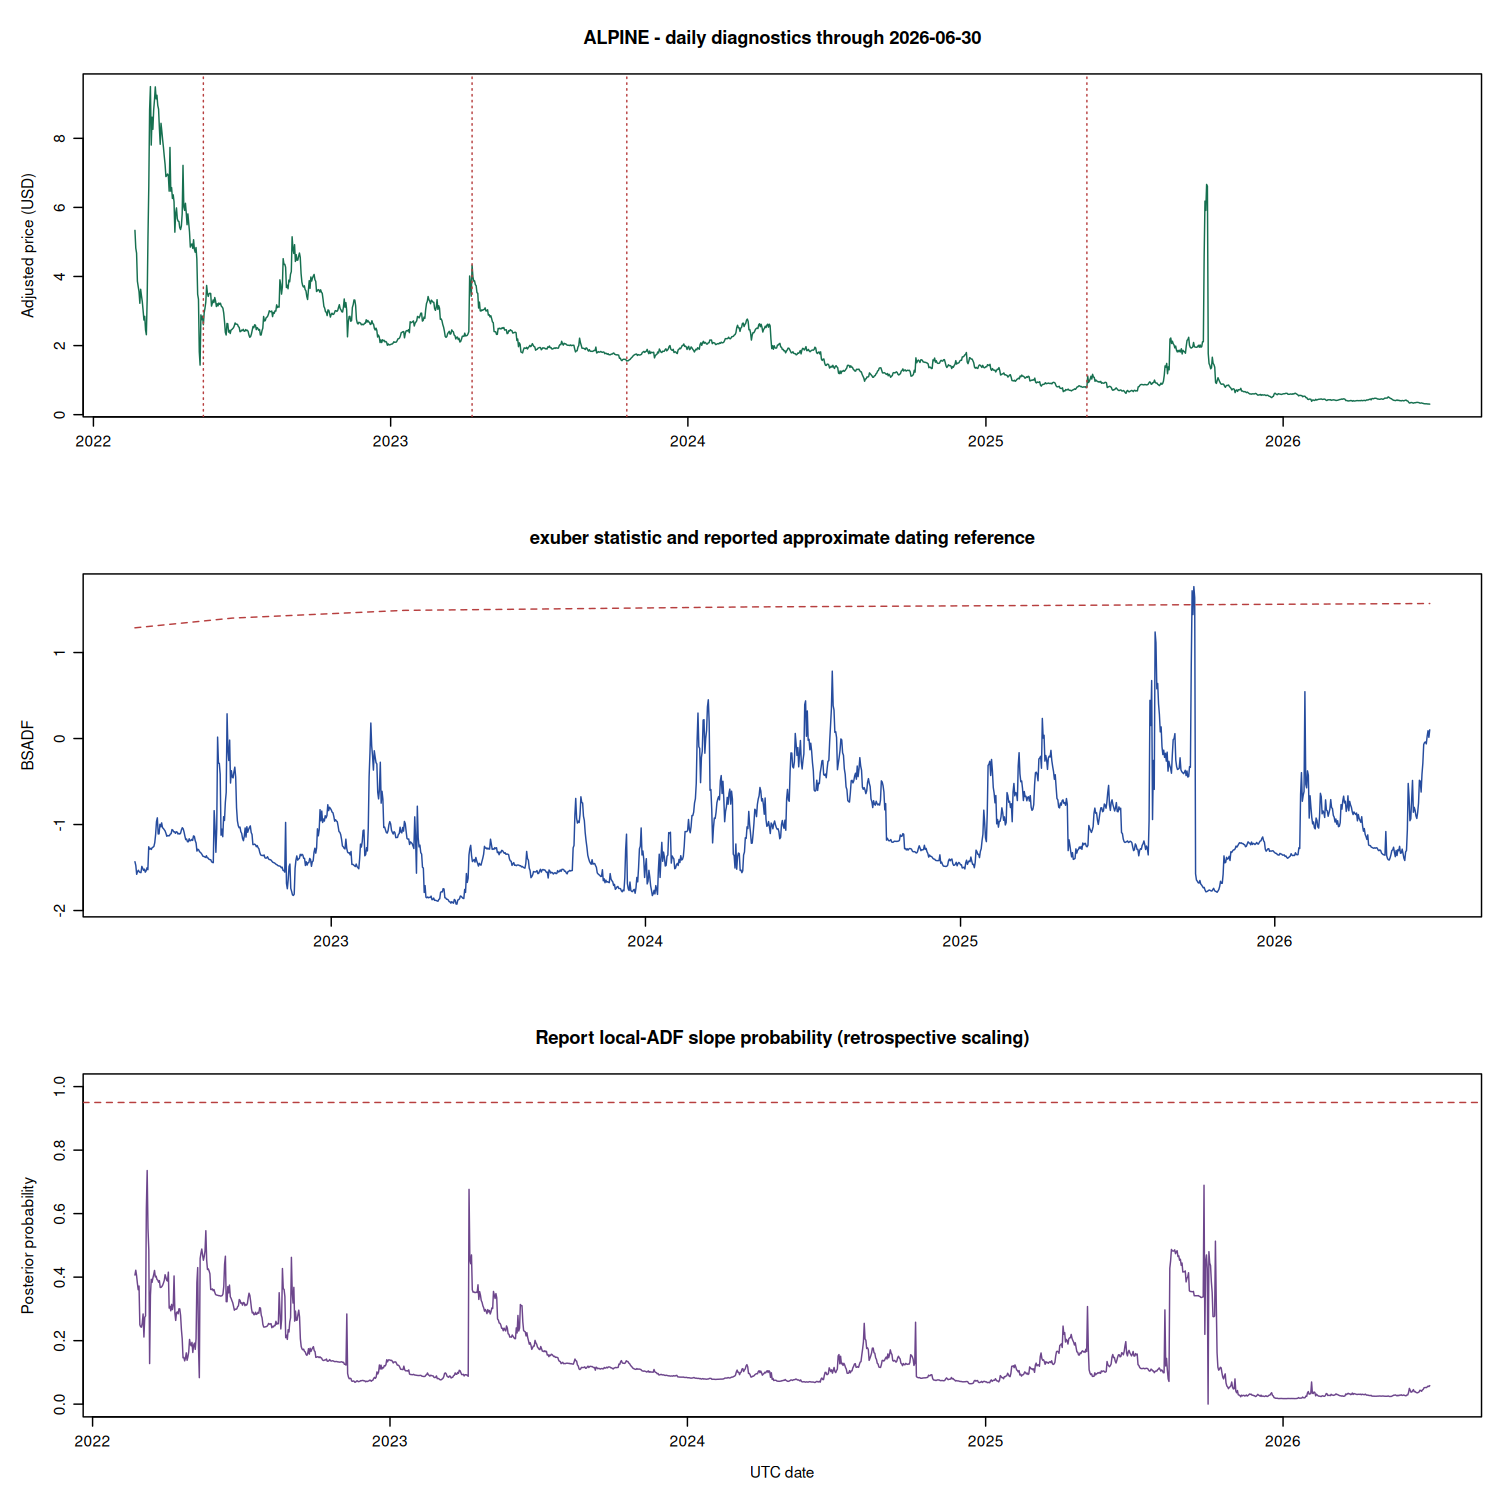 ALPINE - daily diagnostics through 2026-06-30
Adjusted price (USD)
8
6
4
2
0
2022 2023 2024 2025 2026
exuber statistic and reported approximate dating reference
BSADF
1
0
-1
-2
2023 2024 2025 2026
Report local-ADF slope probability (retrospective scaling)
Posterior probability
1.0
0.8
0.6
0.4
0.2
0.0
2022 2023 2024 2025 2026
UTC date